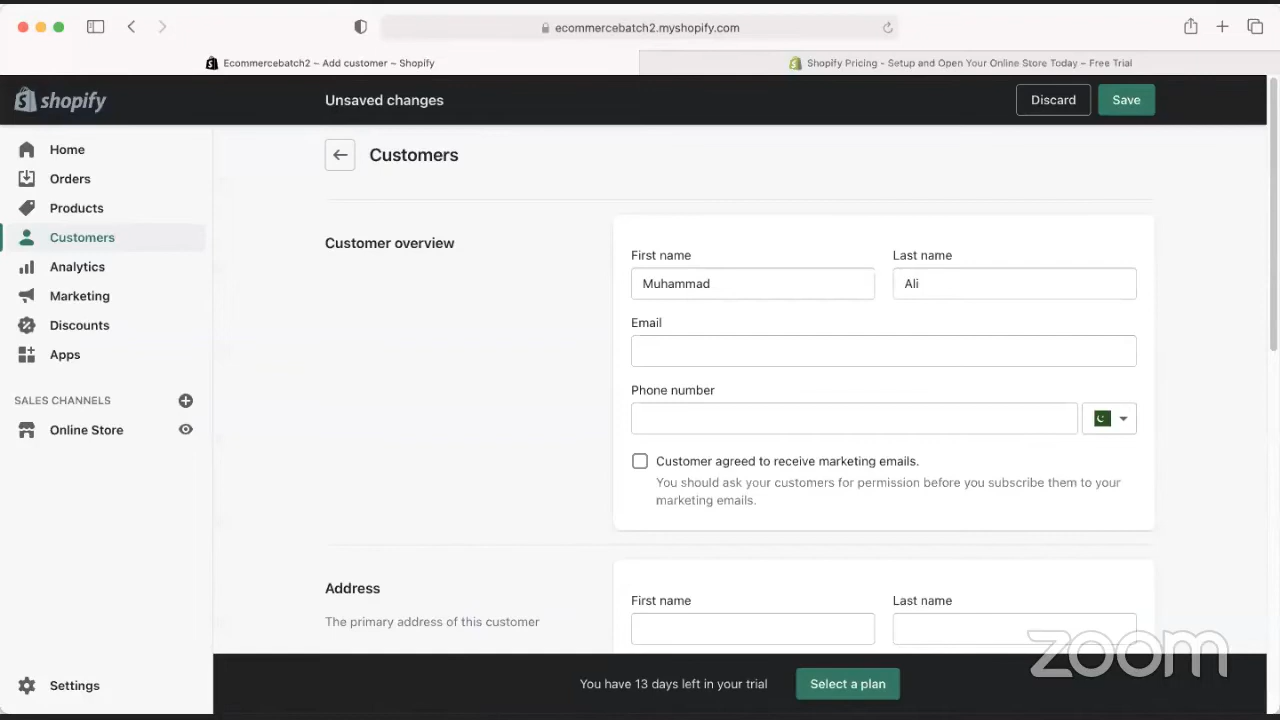 ecommercebatch2.myshopify.com
Ecommercebatch2 ~ Add customer ~ Shopify
Shopify Pricing - Setup and Open Your Online Store Today – Free Trial
shopify
Unsaved changes
Discard
Save
Home
Orders
Products
Customers
Analytics
Marketing
Discounts
Apps
SALES CHANNELS
Online Store
Settings
Customers
Customer overview
First name
Last name
Muhammad
Ali
Email
Phone number
Customer agreed to receive marketing emails.
You should ask your customers for permission before you subscribe them to your
marketing emails.
Address
The primary address of this customer
First name
Last name
You have 13 days left in your trial
Select a plan
zoom